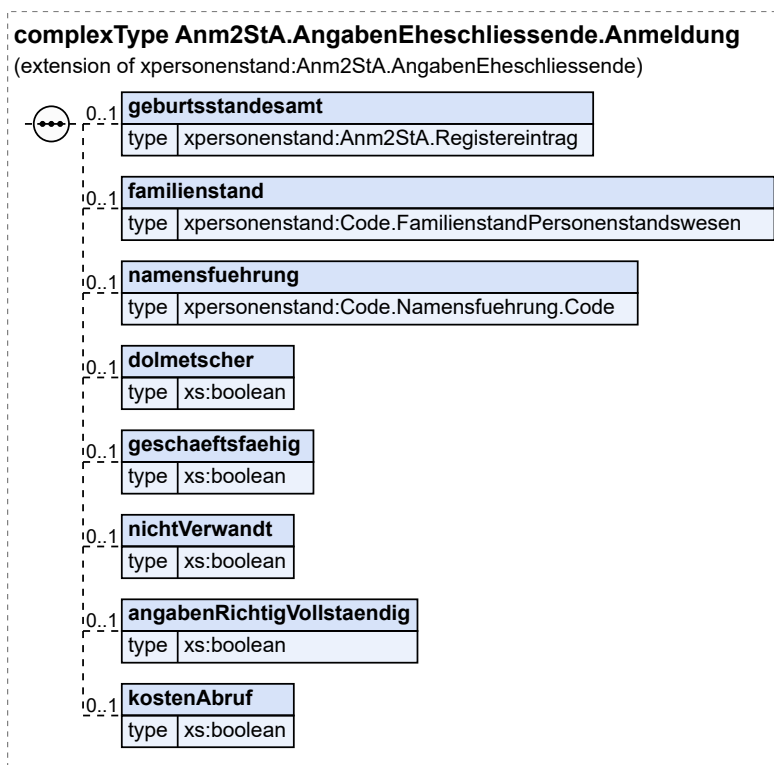 complexType Anm2StA.AngabenEheschliessende.Anmeldung
(extension of xpersonenstand:Anm2StA.AngabenEheschliessende)
0..1 geburtsstandesamt
type xpersonenstand:Anm2StA.Registereintrag
0..1 familienstand
type xpersonenstand:Code.FamilienstandPersonenstandswesen
0..1 namensfuehrung
type xpersonenstand:Code.Namensfuehrung.Code
0..1 dolmetscher
type xs:boolean
0..1 geschaeftsfaehig
type xs:boolean
0..1 nichtVerwandt
type xs:boolean
0..1 angabenRichtigVollstaendig
type xs:boolean
0..1 kostenAbruf
type xs:boolean